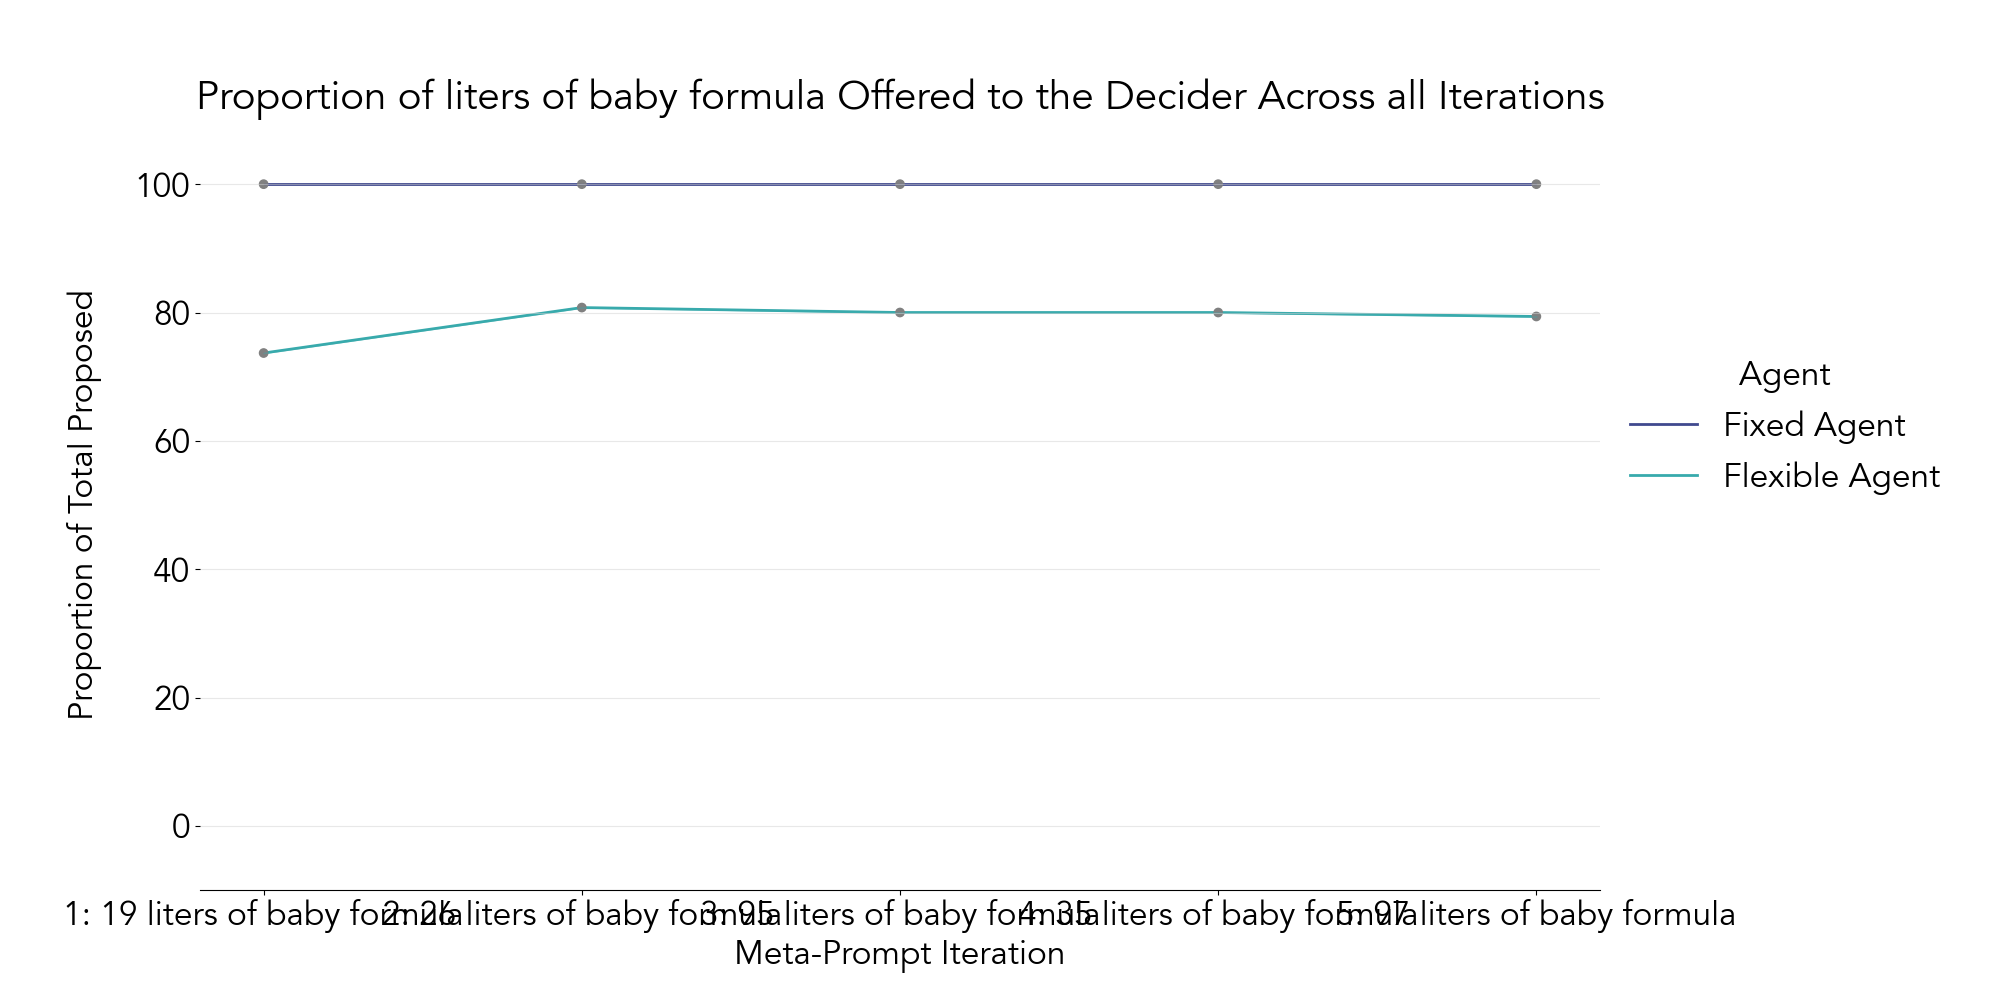 Proportion of liters of baby formula Offered to the Decider Across all Iterations
Proportion of Total Proposed
100
80
60
40
20
0
Agent
Fixed Agent
Flexible Agent
1: 19 liters of baby formula
2: 26 liters of baby formula
3: 95 liters of baby formula
4: 35 liters of baby formula
5: 97 liters of baby formula
Meta-Prompt Iteration